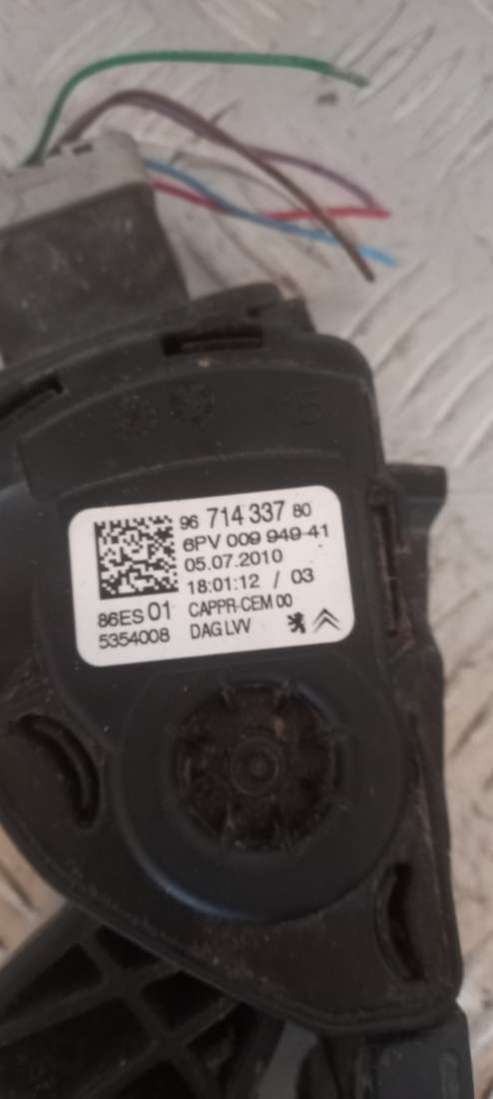 96 714 337 80
6PV 009 949-41
05.07.2010
18:01:12 / 03
86ES 01 CAPPR-CEM 00
5354008 DAG LVV